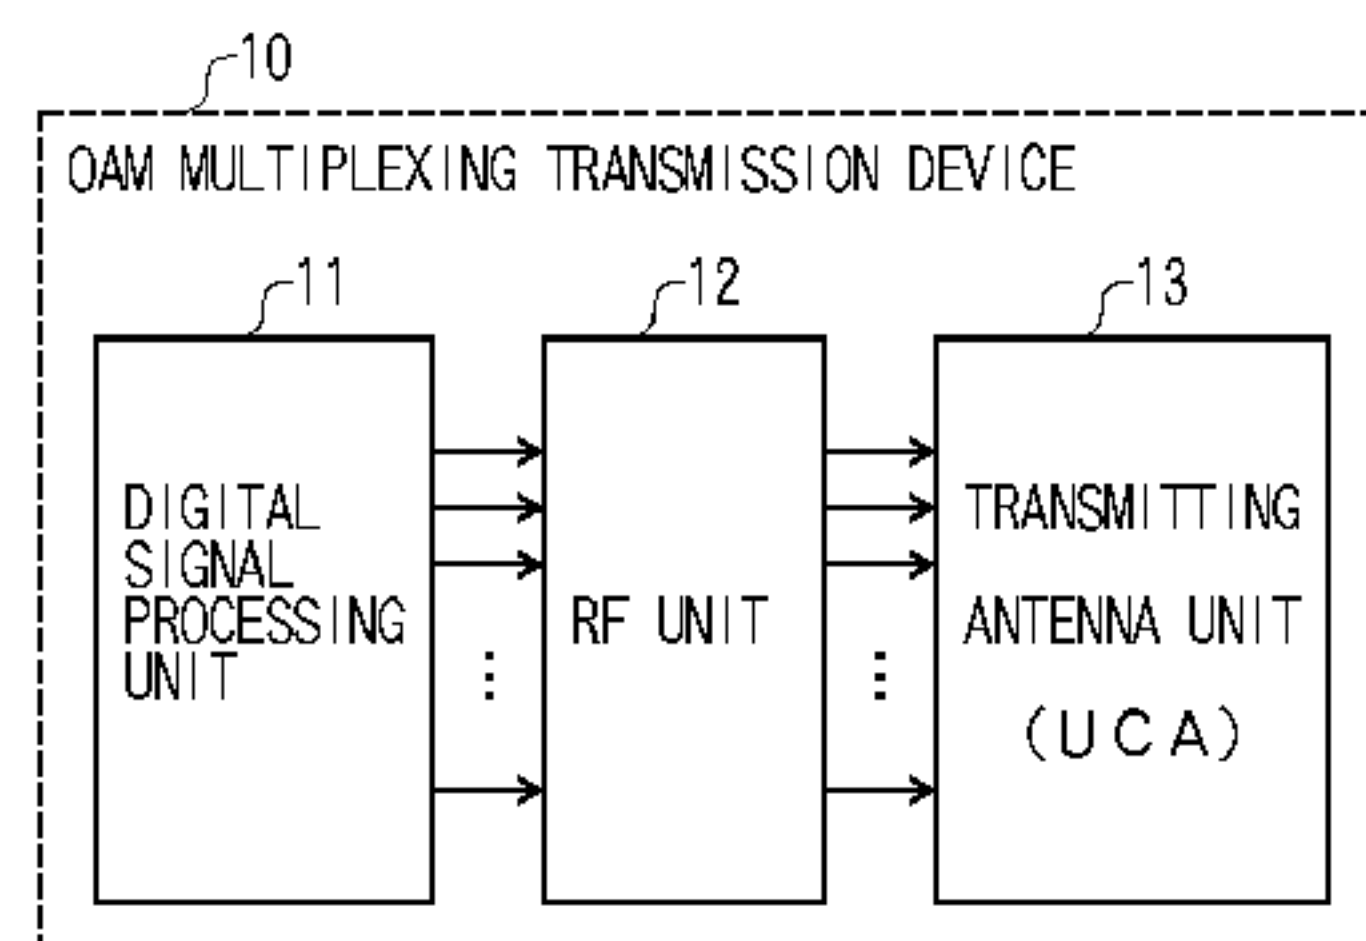 10
OAM MULTIPLEXING TRANSMISSION DEVICE
11
12
13
DIGITAL
SIGNAL
PROCESSING
UNIT
RF UNIT
TRANSMITTING
ANTENNA UNIT
(UCA)